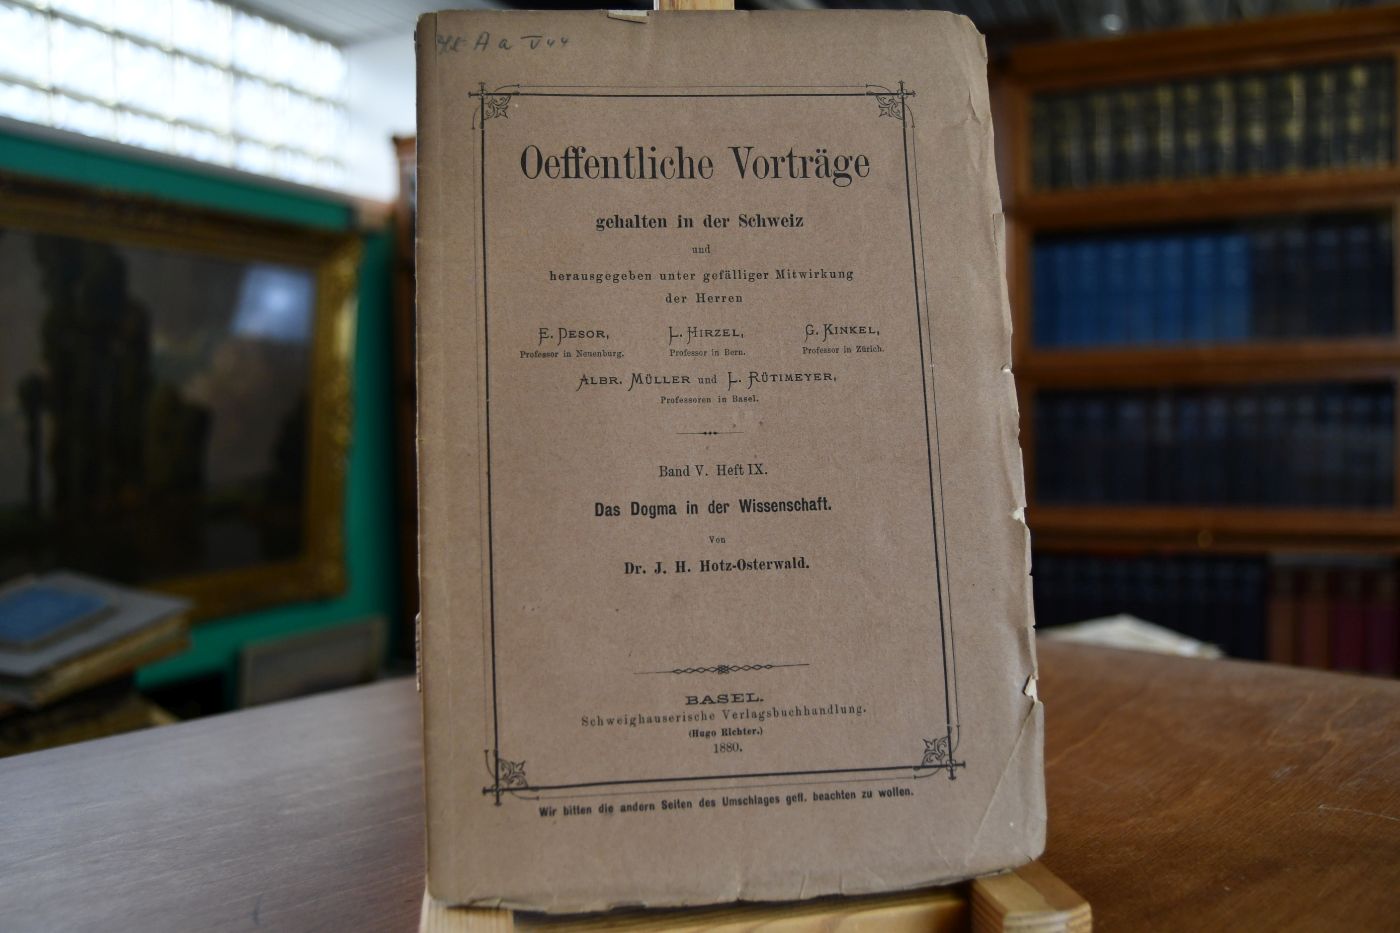 Oeffentliche Vorträge
gehalten in der Schweiz
und
herausgegeben unter gefälliger Mitwirkung
der Herren
E. Desor, L. Hirzel, G. Kinkel,
Professor in Neuenburg. Professor in Bern. Professor in Zürich.
Albr. Müller und L. Rütimeyer,
Professoren in Basel.
Band V. Heft IX.
Das Dogma in der Wissenschaft.
Von
Dr. J. H. Hotz-Osterwald.
BASEL.
Schweighauserische Verlagsbuchhandlung.
(Hugo Richter.)
1880.
Wir bitten die andern Seiten des Umschlages gefl. beachten zu wollen.